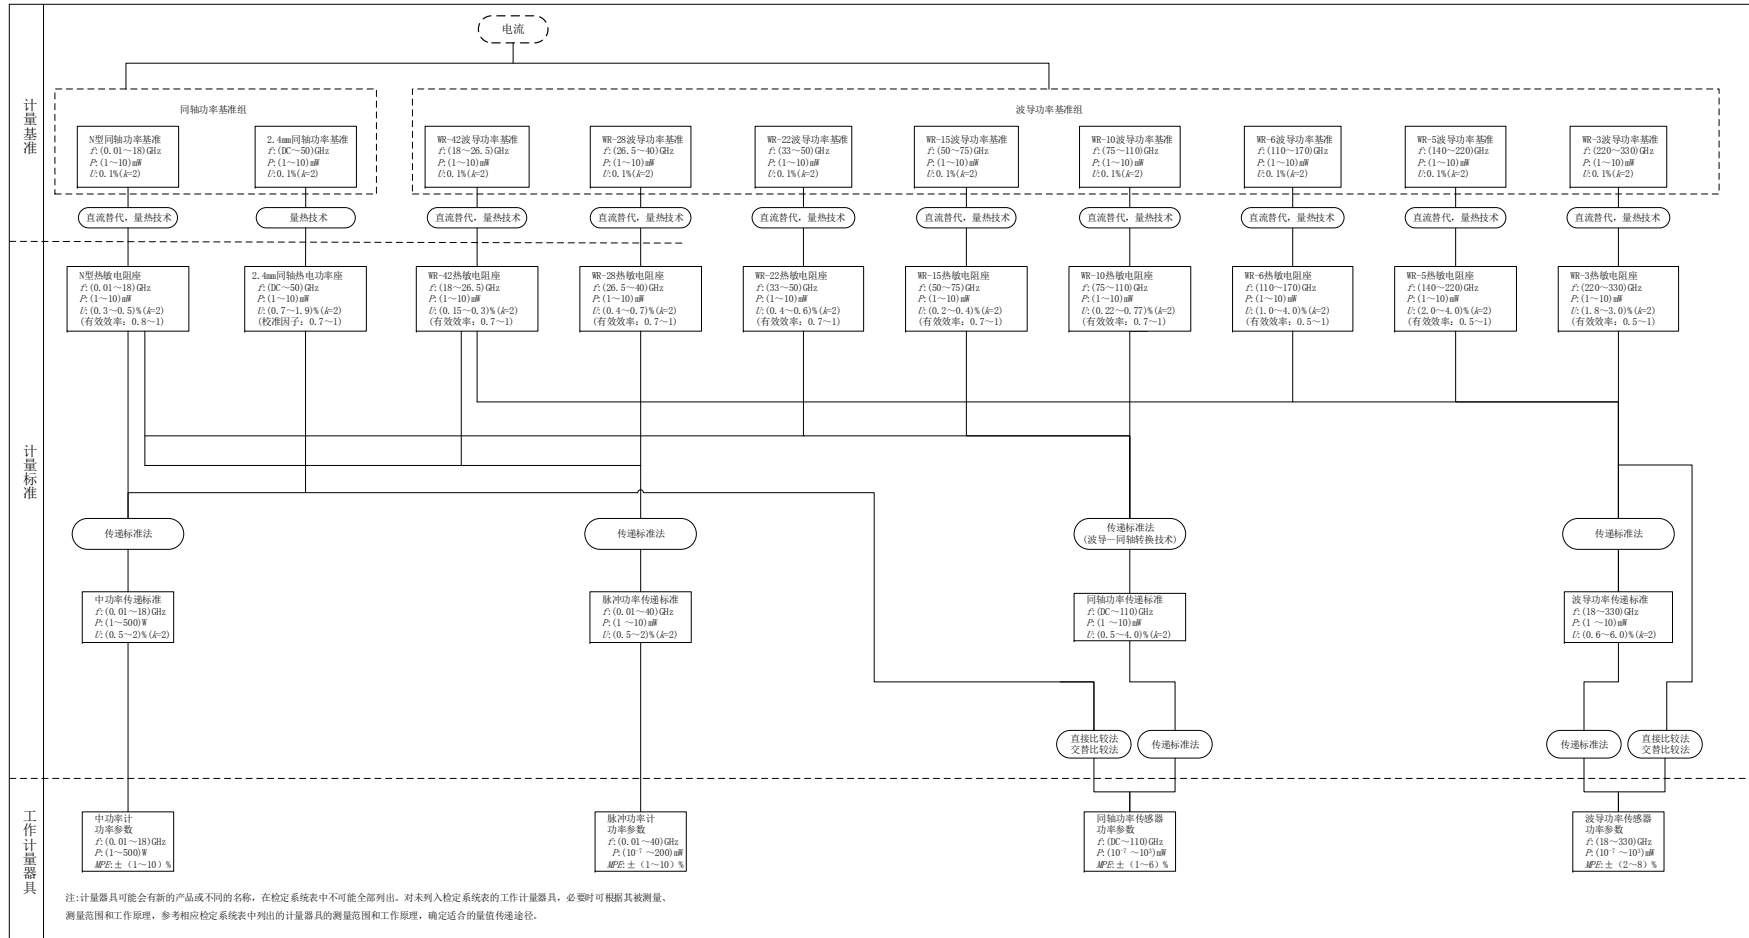 电流
计量基准
同轴功率基准组
波导功率基准组
N型同轴功率基准
f:(0.01～18)GHz
P:(1～10)mW
U:0.1%(k=2)
2.4mm同轴功率基准
f:(DC～50)GHz
P:(1～10)mW
U:0.1%(k=2)
WR-42波导功率基准
f:(18～26.5)GHz
P:(1～10)mW
U:0.1%(k=2)
WR-28波导功率基准
f:(26.5～40)GHz
P:(1～10)mW
U:0.1%(k=2)
WR-22波导功率基准
f:(33～50)GHz
P:(1～10)mW
U:0.1%(k=2)
WR-15波导功率基准
f:(50～75)GHz
P:(1～10)mW
U:0.1%(k=2)
WR-10波导功率基准
f:(75～110)GHz
P:(1～10)mW
U:0.1%(k=2)
WR-6波导功率基准
f:(110～170)GHz
P:(1～10)mW
U:0.1%(k=2)
WR-5波导功率基准
f:(140～220)GHz
P:(1～10)mW
U:0.1%(k=2)
WR-3波导功率基准
f:(220～330)GHz
P:(1～10)mW
U:0.1%(k=2)
直流替代，量热技术
量热技术
直流替代，量热技术
直流替代，量热技术
直流替代，量热技术
直流替代，量热技术
直流替代，量热技术
直流替代，量热技术
直流替代，量热技术
直流替代，量热技术
计量标准
N型热敏电阻座
f:(0.01～18)GHz
P:(1～10)mW
U:(0.3～0.5)%(k=2)
(有效效率：0.8～1)
2.4mm同轴热电功率座
f:(DC～50)GHz
P:(1～10)mW
U:(0.7～1.9)%(k=2)
(校准因子：0.7～1)
WR-42热敏电阻座
f:(18～26.5)GHz
P:(1～10)mW
U:(0.15～0.3)%(k=2)
(有效效率：0.7～1)
WR-28热敏电阻座
f:(26.5～40)GHz
P:(1～10)mW
U:(0.4～0.7)%(k=2)
(有效效率：0.7～1)
WR-22热敏电阻座
f:(33～50)GHz
P:(1～10)mW
U:(0.4～0.6)%(k=2)
(有效效率：0.7～1)
WR-15热敏电阻座
f:(50～75)GHz
P:(1～10)mW
U:(0.2～0.4)%(k=2)
(有效效率：0.7～1)
WR-10热敏电阻座
f:(75～110)GHz
P:(1～10)mW
U:(0.22～0.77)%(k=2)
(有效效率：0.7～1)
WR-6热敏电阻座
f:(110～170)GHz
P:(1～10)mW
U:(1.0～4.0)%(k=2)
(有效效率：0.5～1)
WR-5热敏电阻座
f:(140～220)GHz
P:(1～10)mW
U:(2.0～4.0)%(k=2)
(有效效率：0.5～1)
WR-3热敏电阻座
f:(220～330)GHz
P:(1～10)mW
U:(1.8～3.0)%(k=2)
(有效效率：0.5～1)
传递标准法
传递标准法
传递标准法
(波导—同轴转换技术)
传递标准法
中功率传递标准
f:(0.01～18)GHz
P:(1～500)W
U:(0.5～2)%(k=2)
脉冲功率传递标准
f:(0.01～40)GHz
P:(1 ～10)mW
U:(0.5～2)%(k=2)
同轴功率传递标准
f:(DC～110)GHz
P:(1 ～10)mW
U:(0.5～4.0)%(k=2)
波导功率传递标准
f:(18～330)GHz
P:(1 ～10)mW
U:(0.6～6.0)%(k=2)
直接比较法
交替比较法
传递标准法
传递标准法
直接比较法
交替比较法
工作计量器具
中功率计
功率参数
f:(0.01～18)GHz
P:(1～500)W
MPE:±（1～10）%
脉冲功率计
功率参数
f:(0.01～40)GHz
P:(10⁻⁷ ～200)mW
MPE:±（1～10）%
同轴功率传感器
功率参数
f:(DC～110)GHz
P:(10⁻⁷ ～10³)mW
MPE:±（1～6）%
波导功率传感器
功率参数
f:(18～330)GHz
P:(10⁻⁷ ～10³)mW
MPE:±（2～8）%
注:计量器具可能会有新的产品或不同的名称，在检定系统表中不可能全部列出。对未列入检定系统表的工作计量器具，必要时可根据其被测量、
测量范围和工作原理，参考相应检定系统表中列出的计量器具的测量范围和工作原理，确定适合的量值传递途径。